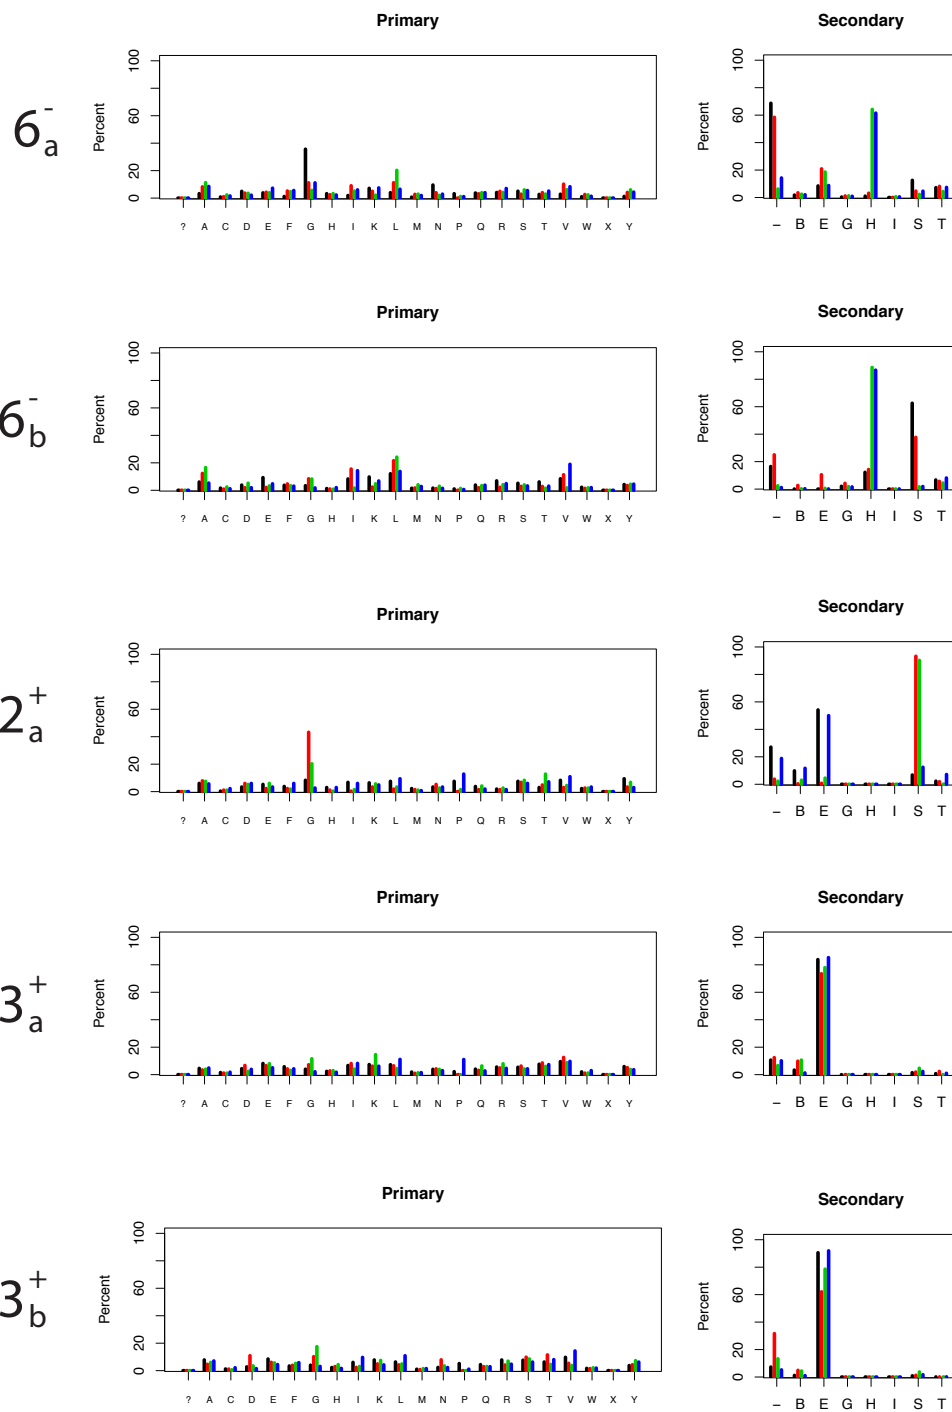 Primary
Secondary
6 - a
Percent
0 20 60 100
? A C D E F G H I K L M N P Q R S T V W X Y
Percent
0 20 60 100
– B E G H I S T
Primary
Secondary
6 - b
Percent
0 20 60 100
? A C D E F G H I K L M N P Q R S T V W X Y
Percent
0 20 60 100
– B E G H I S T
Primary
Secondary
2 + a
Percent
0 20 60 100
? A C D E F G H I K L M N P Q R S T V W X Y
Percent
0 20 60 100
– B E G H I S T
Primary
Secondary
3 + a
Percent
0 20 60 100
? A C D E F G H I K L M N P Q R S T V W X Y
Percent
0 20 60 100
– B E G H I S T
Primary
Secondary
3 + b
Percent
0 20 60 100
? A C D E F G H I K L M N P Q R S T V W X Y
Percent
0 20 60 100
– B E G H I S T